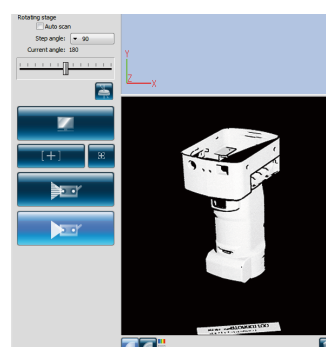 Rotating stage
Auto scan
Step angle: 90
Current angle: 180
Y
Z
X